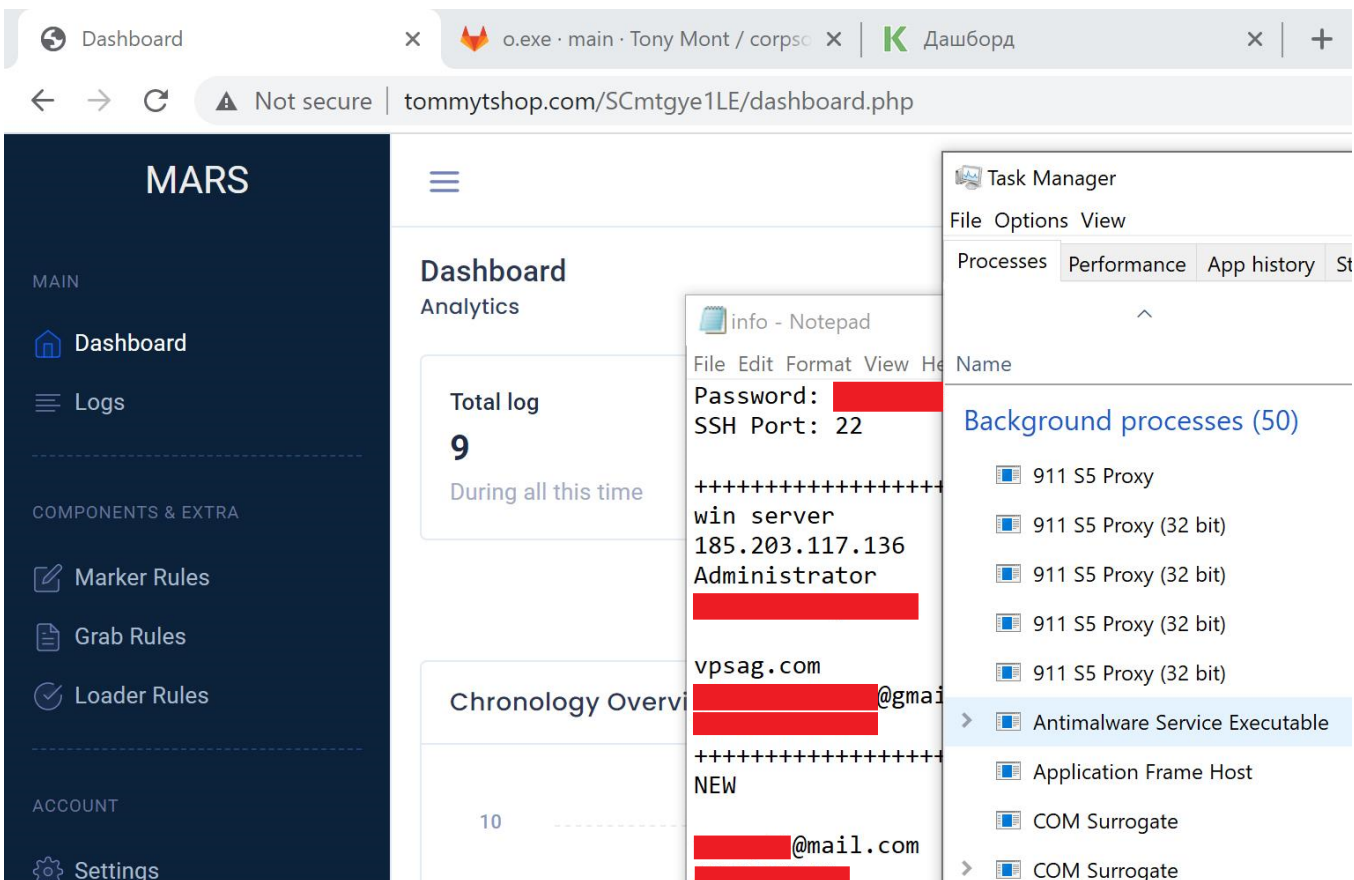 Dashboard
o.exe · main · Tony Mont / corpsc
Дашборд
Not secure
tommytshop.com/SCmtgye1LE/dashboard.php
MARS
MAIN
Dashboard
Logs
COMPONENTS & EXTRA
Marker Rules
Grab Rules
Loader Rules
ACCOUNT
Settings
Dashboard
Analytics
Total log
9
During all this time
Chronology Overvi
10
info - Notepad
File Edit Format View He
Password:
SSH Port: 22
++++++++++++++++++
win server
185.203.117.136
Administrator
vpsag.com
@gmai
++++++++++++++++++
NEW
@mail.com
Task Manager
File Options View
Processes Performance App history St
Name
Background processes (50)
911 S5 Proxy
911 S5 Proxy (32 bit)
911 S5 Proxy (32 bit)
911 S5 Proxy (32 bit)
911 S5 Proxy (32 bit)
Antimalware Service Executable
Application Frame Host
COM Surrogate
COM Surrogate